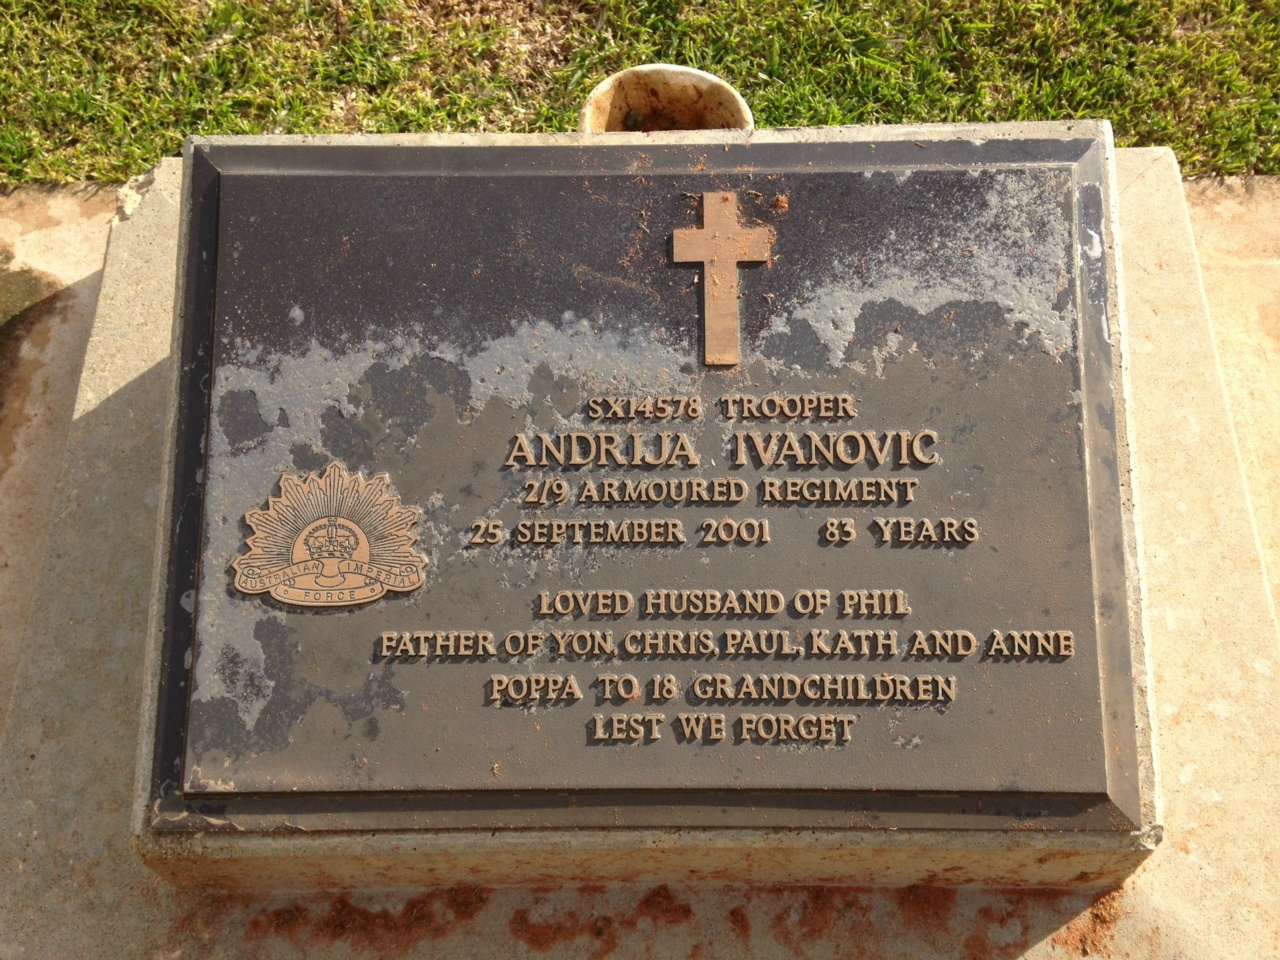 SX14578 TROOPER
ANDRIJA IVANOVIC
2/9 ARMOURED REGIMENT
25 SEPTEMBER 2001 83 YEARS
AUSTRALIAN IMPERIAL
FORCE
LOVED HUSBAND OF PHIL
FATHER OF YON, CHRIS, PAUL, KATH AND ANNE
POPPA TO 18 GRANDCHILDREN
LEST WE FORGET